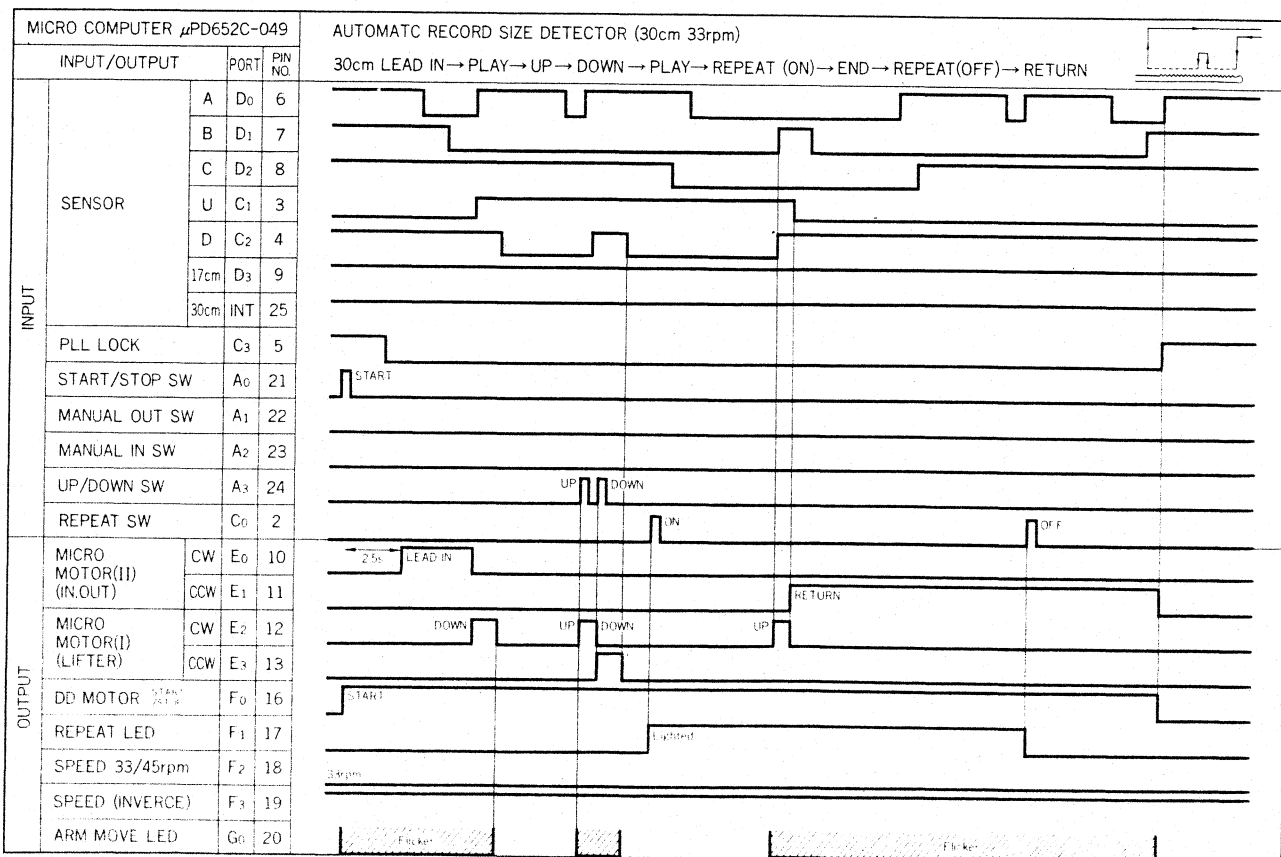 MICRO COMPUTER μPD652C-049
AUTOMATC RECORD SIZE DETECTOR (30cm 33rpm)
INPUT/OUTPUT PORT PIN NO.
30cm LEAD IN→PLAY→UP→DOWN→PLAY→REPEAT (ON)→END→REPEAT(OFF)→RETURN
INPUT
SENSOR
A D0 6
B D1 7
C D2 8
U C1 3
D C2 4
17cm D3 9
30cm INT 25
PLL LOCK C3 5
START/STOP SW A0 21
START
MANUAL OUT SW A1 22
MANUAL IN SW A2 23
UP/DOWN SW A3 24
UP DOWN
REPEAT SW C0 2
ON OFF
OUTPUT
MICRO MOTOR(II) (IN.OUT)
CW E0 10
2.5s LEAD IN
CCW E1 11
RETURN
MICRO MOTOR(I) (LIFTER)
CW E2 12
DOWN UP DOWN UP
CCW E3 13
DD MOTOR F0 16
START
REPEAT LED F1 17
Lighted
SPEED 33/45rpm F2 18
33rpm
SPEED (INVERCE) F3 19
ARM MOVE LED G0 20
Flicker Flicker